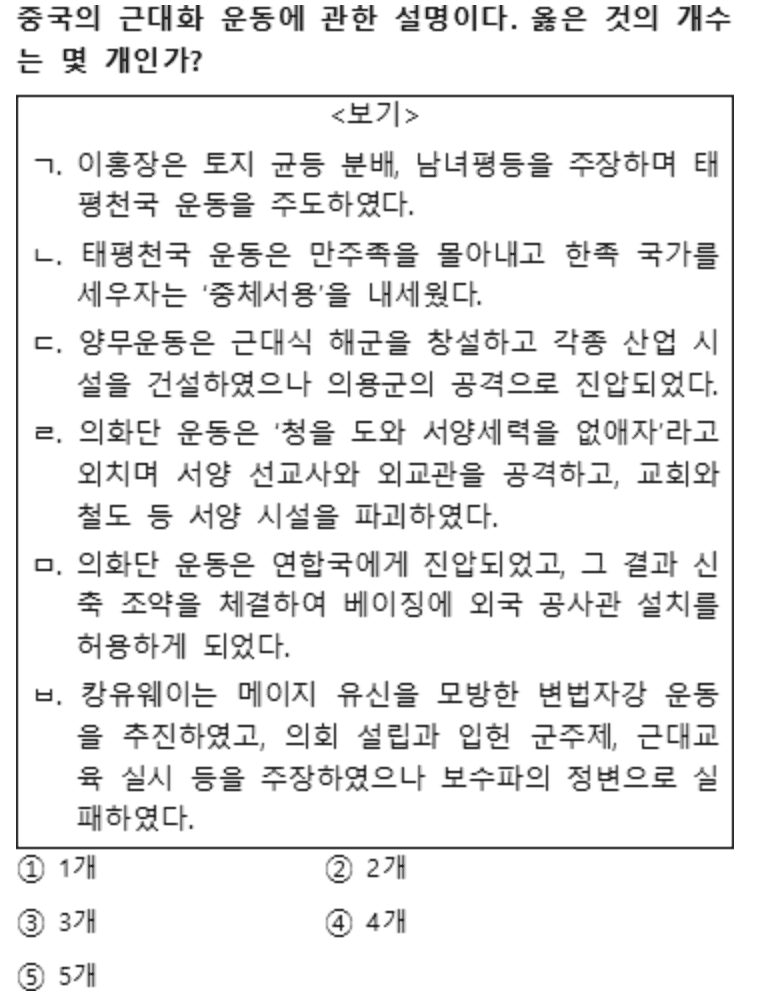 중국의 근대화 운동에 관한 설명이다. 옳은 것의 개수
는 몇 개인가?
<보기>
ㄱ. 이홍장은 토지 균등 분배, 남녀평등을 주장하며 태
평천국 운동을 주도하였다.
ㄴ. 태평천국 운동은 만주족을 몰아내고 한족 국가를
세우자는 '중체서용'을 내세웠다.
ㄷ. 양무운동은 근대식 해군을 창설하고 각종 산업 시
설을 건설하였으나 의용군의 공격으로 진압되었다.
ㄹ. 의화단 운동은 '청을 도와 서양세력을 없애자'라고
외치며 서양 선교사와 외교관을 공격하고, 교회와
철도 등 서양 시설을 파괴하였다.
ㅁ. 의화단 운동은 연합국에게 진압되었고, 그 결과 신
축 조약을 체결하여 베이징에 외국 공사관 설치를
허용하게 되었다.
ㅂ. 캉유웨이는 메이지 유신을 모방한 변법자강 운동
을 추진하였고, 의회 설립과 입헌 군주제, 근대교
육 실시 등을 주장하였으나 보수파의 정변으로 실
패하였다.
① 1개 ② 2개
③ 3개 ④ 4개
⑤ 5개